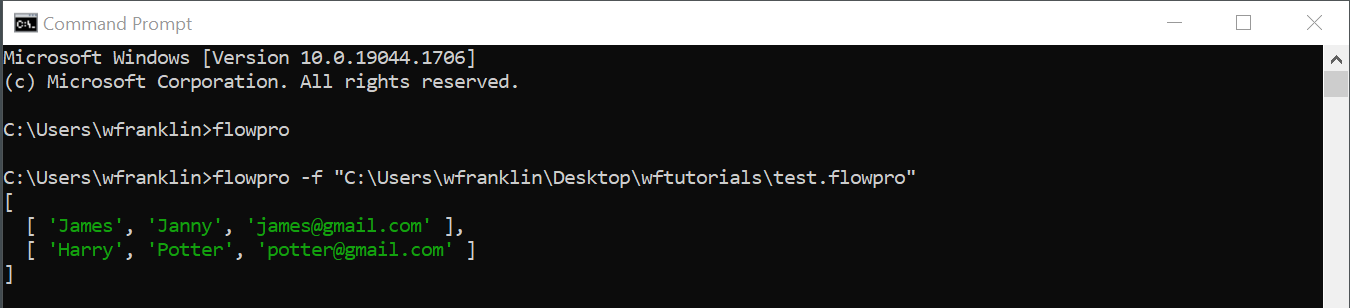 Command Prompt
Microsoft Windows [Version 10.0.19044.1706]
(c) Microsoft Corporation. All rights reserved.
C:\Users\wfranklin>flowpro
C:\Users\wfranklin>flowpro -f "C:\Users\wfranklin\Desktop\wftutorials\test.flowpro"
[
  [ 'James', 'Janny', 'james@gmail.com' ],
  [ 'Harry', 'Potter', 'potter@gmail.com' ]
]